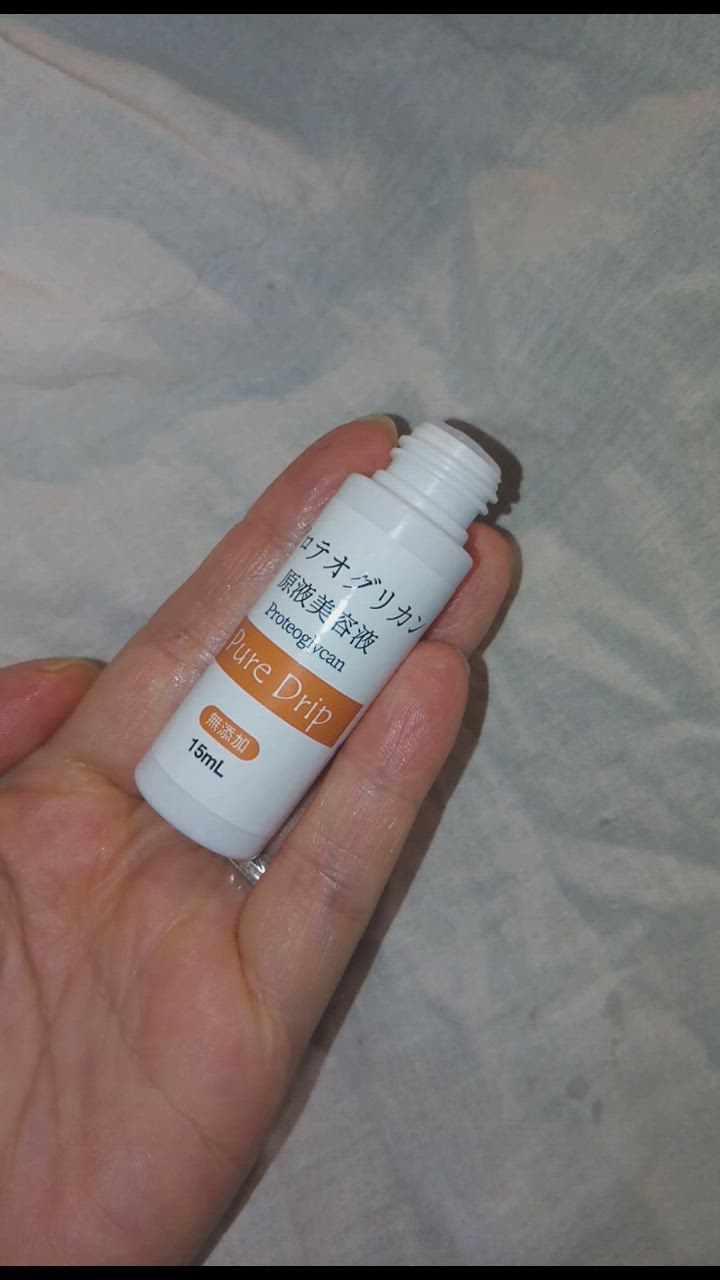 プロテオグリカン
原液美容液
Proteoglycan
Pure Drip
無添加
15mL